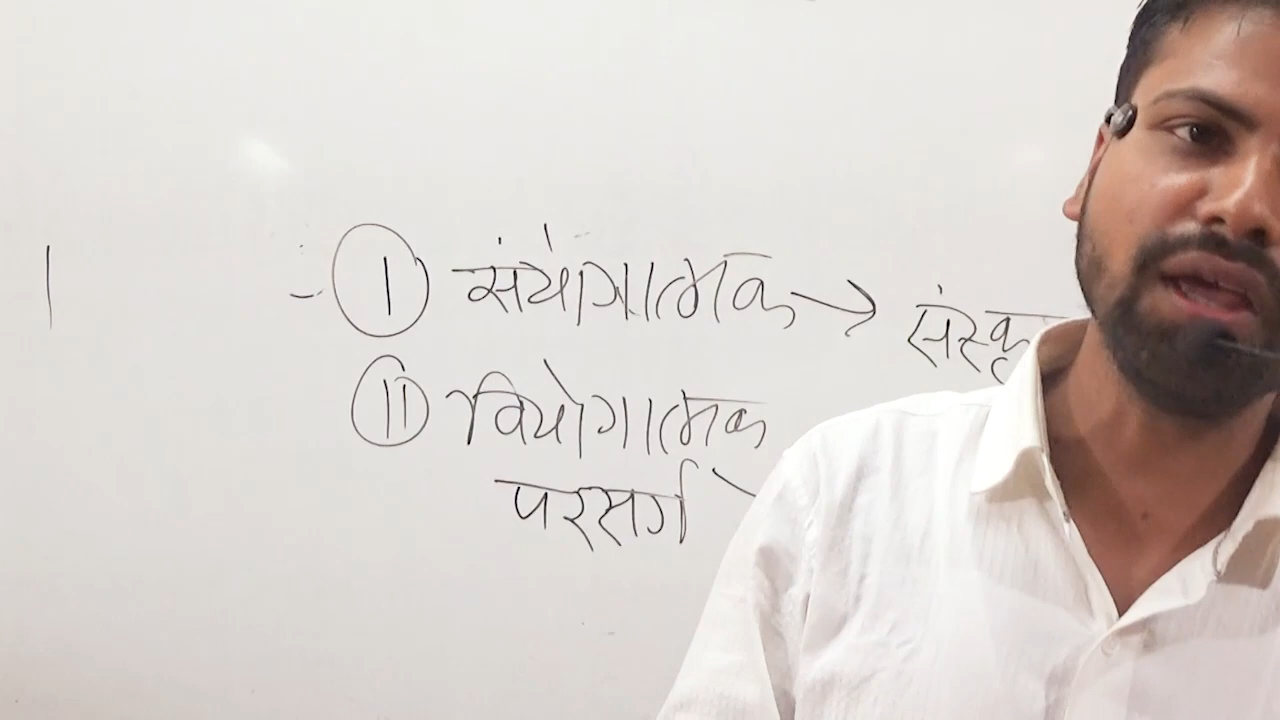 I संयोगात्मक → संस्कृ
II वियोगात्मक
परसर्ग